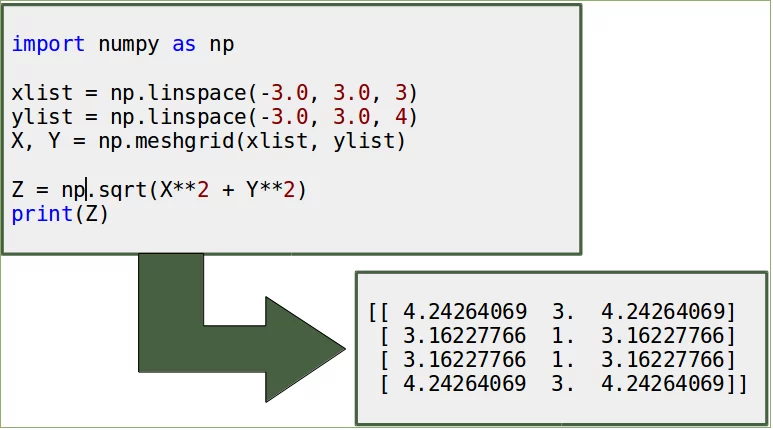 import numpy as np
xlist = np.linspace(-3.0, 3.0, 3)
ylist = np.linspace(-3.0, 3.0, 4)
X, Y = np.meshgrid(xlist, ylist)
Z = np.sqrt(X**2 + Y**2)
print(Z)
[[ 4.24264069  3.  4.24264069]
 [ 3.16227766  1.  3.16227766]
 [ 3.16227766  1.  3.16227766]
 [ 4.24264069  3.  4.24264069]]